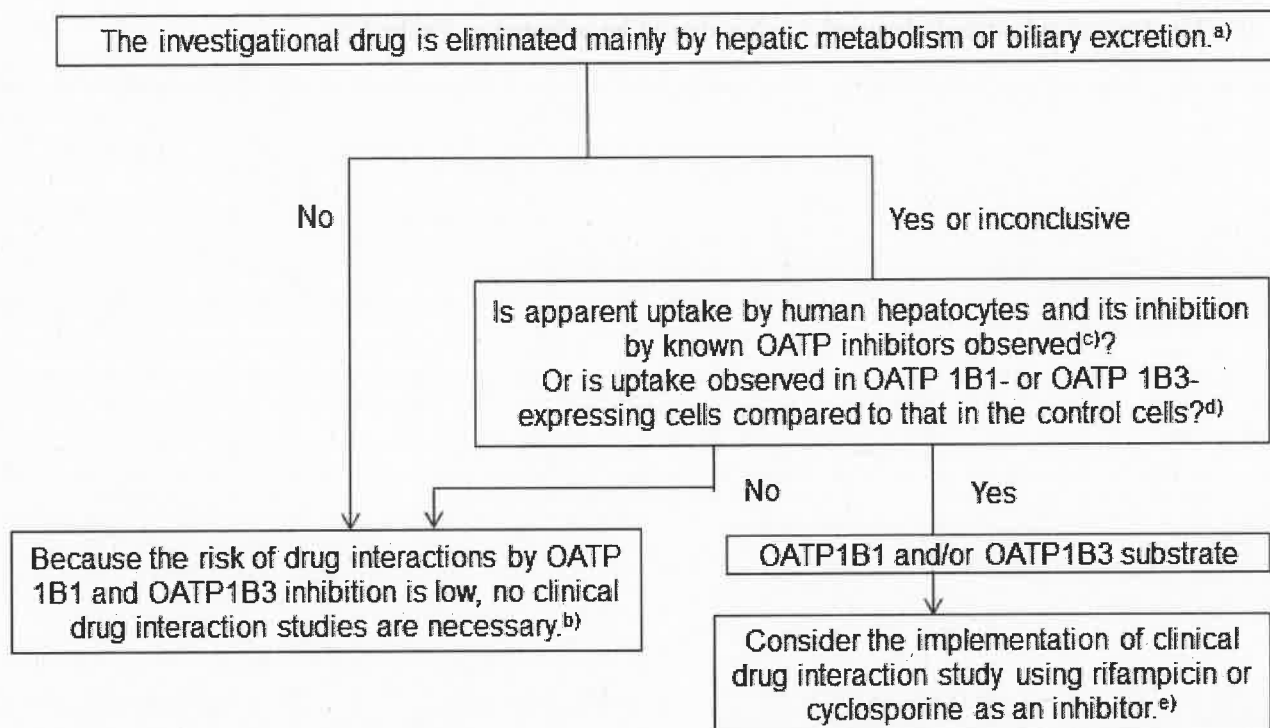 The investigational drug is eliminated mainly by hepatic metabolism or biliary excretion.a)
No
Yes or inconclusive
Is apparent uptake by human hepatocytes and its inhibition
by known OATP inhibitors observedc)?
Or is uptake observed in OATP 1B1- or OATP 1B3-
expressing cells compared to that in the control cells?d)
No
Yes
Because the risk of drug interactions by OATP
1B1 and OATP1B3 inhibition is low, no clinical
drug interaction studies are necessary.b)
OATP1B1 and/or OATP1B3 substrate
Consider the implementation of clinical
drug interaction study using rifampicin or
cyclosporine as an inhibitor.e)